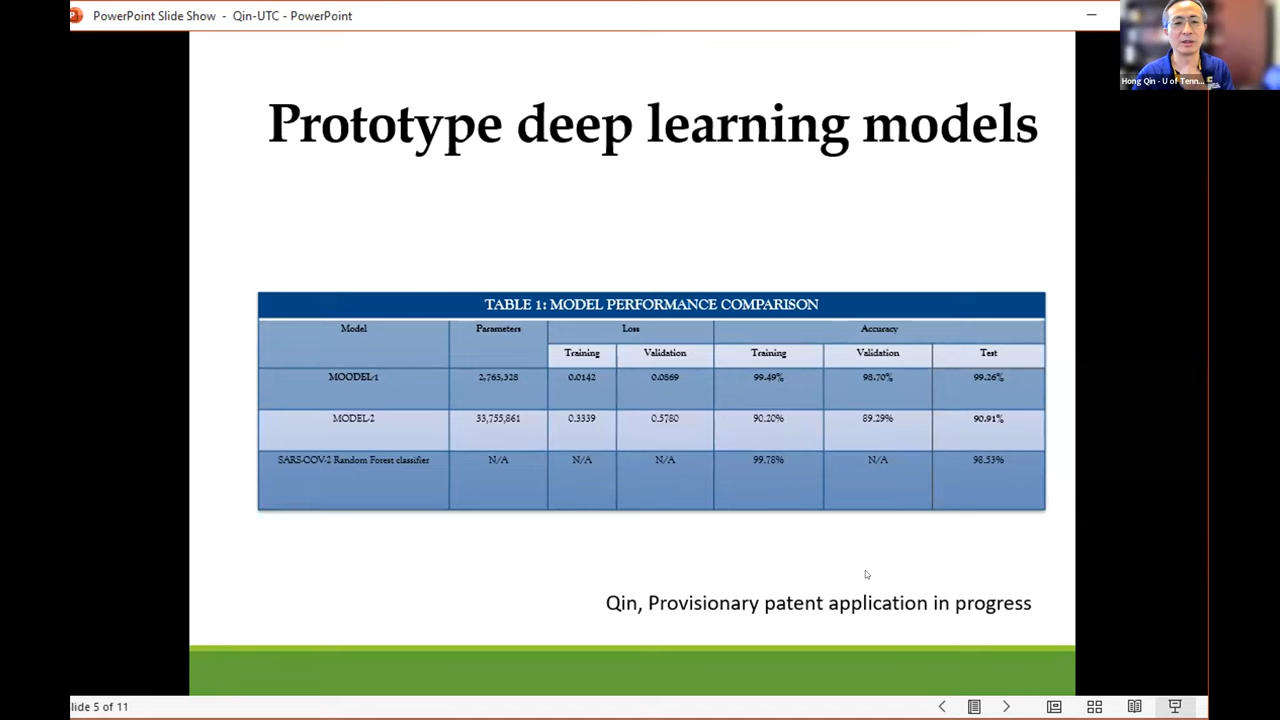 PowerPoint Slide Show - Qin-UTC - PowerPoint
Hong Qin - U of Tenn...
Prototype deep learning models
TABLE 1: MODEL PERFORMANCE COMPARISON
Model Parameters Loss Accuracy
Training Validation Training Validation Test
MOODEL-1 2,765,328 0.0142 0.0869 99.49% 98.70% 99.26%
MODEL-2 33,755,861 0.3339 0.5780 90.20% 89.29% 90.91%
SARS-COV-2 Random Forest classifier N/A N/A N/A 99.78% N/A 98.53%
Qin, Provisionary patent application in progress
lide 5 of 11